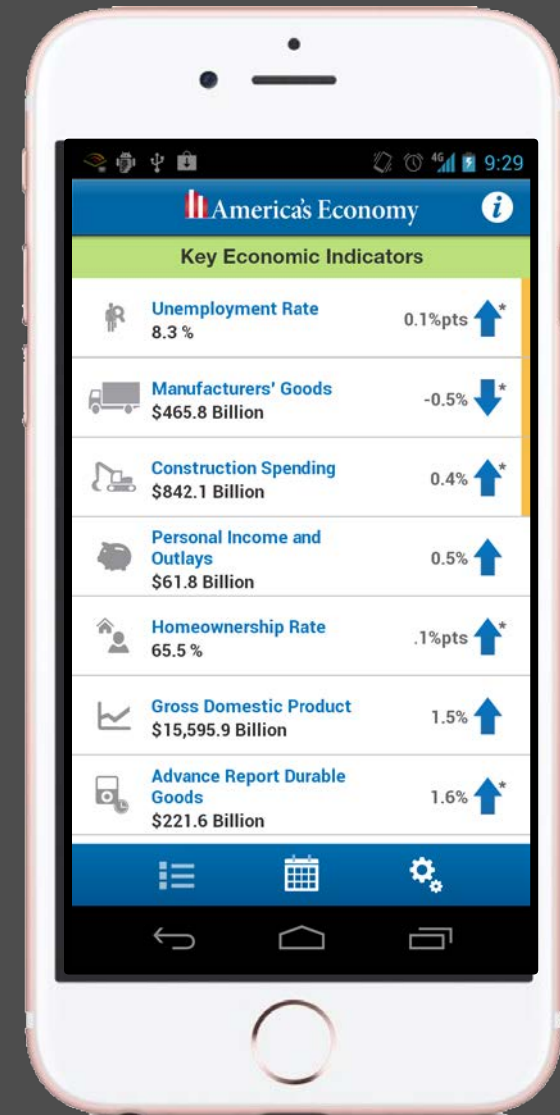 4G 9:29
America's Economy i
Key Economic Indicators
Unemployment Rate
8.3 %
0.1%pts *
Manufacturers' Goods
$465.8 Billion
-0.5% *
Construction Spending
$842.1 Billion
0.4% *
Personal Income and
Outlays
$61.8 Billion
0.5%
Homeownership Rate
65.5 %
.1%pts *
Gross Domestic Product
$15,595.9 Billion
1.5%
Advance Report Durable
Goods
$221.6 Billion
1.6% *